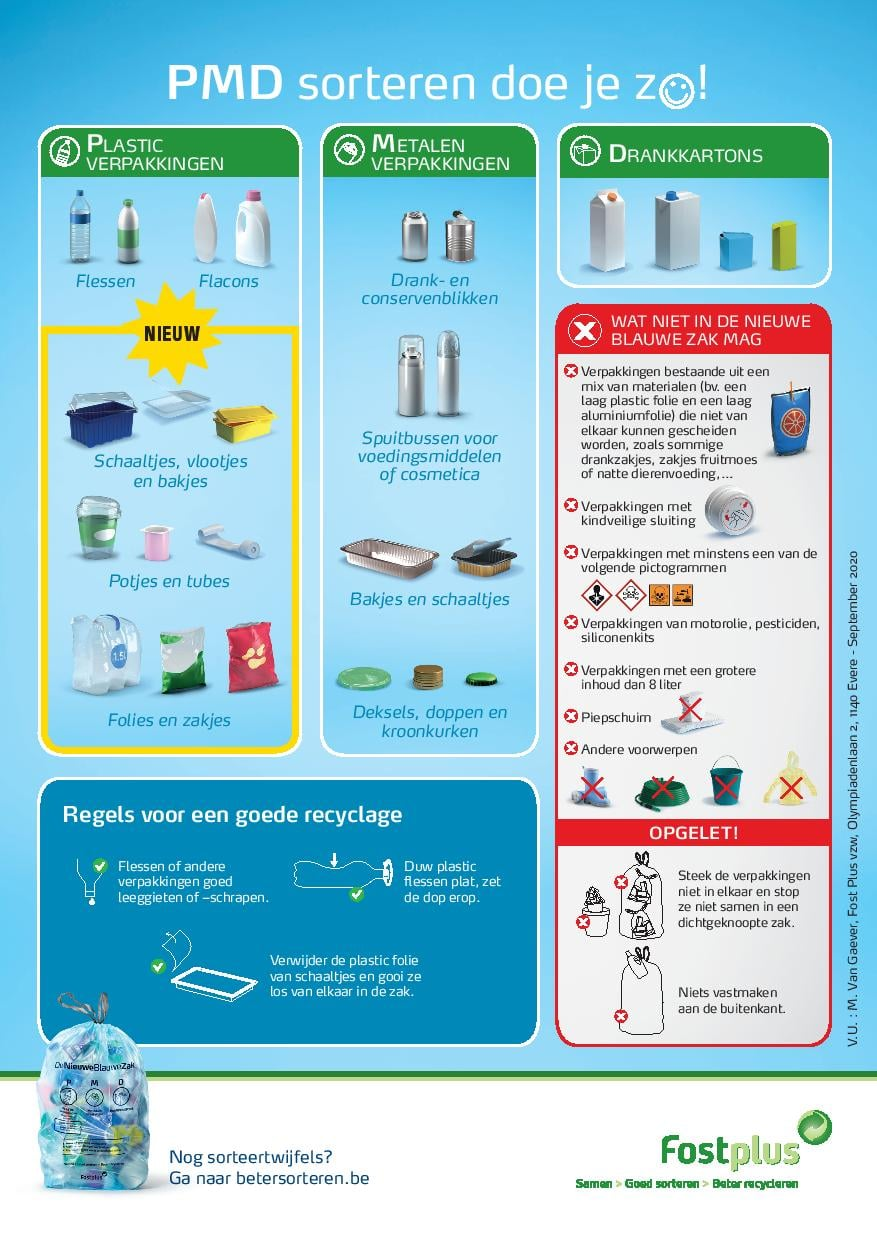 PMD sorteren doe je zo!
PLASTIC
VERPAKKINGEN
Flessen
Flacons
NIEUW
Schaaltjes, vlootjes
en bakjes
Potjes en tubes
1.5L
Folies en zakjes
METALEN
VERPAKKINGEN
Drank- en
conservenblikken
Spuitbussen voor
voedingsmiddelen
of cosmetica
Bakjes en schaaltjes
Deksels, doppen en
kroonkurken
DRANKKARTONS
WAT NIET IN DE NIEUWE
BLAUWE ZAK MAG
Verpakkingen bestaande uit een
mix van materialen (bv. een
laag plastic folie en een laag
aluminiumfolie) die niet van
elkaar kunnen gescheiden
worden, zoals sommige
drankzakjes, zakjes fruitmoes
of natte dierenvoeding,...
Verpakkingen met
kindveilige sluiting
Verpakkingen met minstens een van de
volgende pictogrammen
Verpakkingen van motorolie, pesticiden,
siliconenkits
Verpakkingen met een grotere
inhoud dan 8 liter
Piepschuim
Andere voorwerpen
OPGELET!
Steek de verpakkingen
niet in elkaar en stop
ze niet samen in een
dichtgeknoopte zak.
Niets vastmaken
aan de buitenkant.
Regels voor een goede recyclage
Flessen of andere
verpakkingen goed
leeggieten of –schrapen.
Duw plastic
flessen plat, zet
de dop erop.
Verwijder de plastic folie
van schaaltjes en gooi ze
los van elkaar in de zak.
DeNieuweBlauweZak
P M D
Fostplus
Nog sorteertwijfels?
Ga naar betersorteren.be
Fostplus
Samen > Goed sorteren > Beter recycleren
V.U. : M. Van Gaever, Fost Plus vzw, Olympiadenlaan 2, 1140 Evere - September 2020